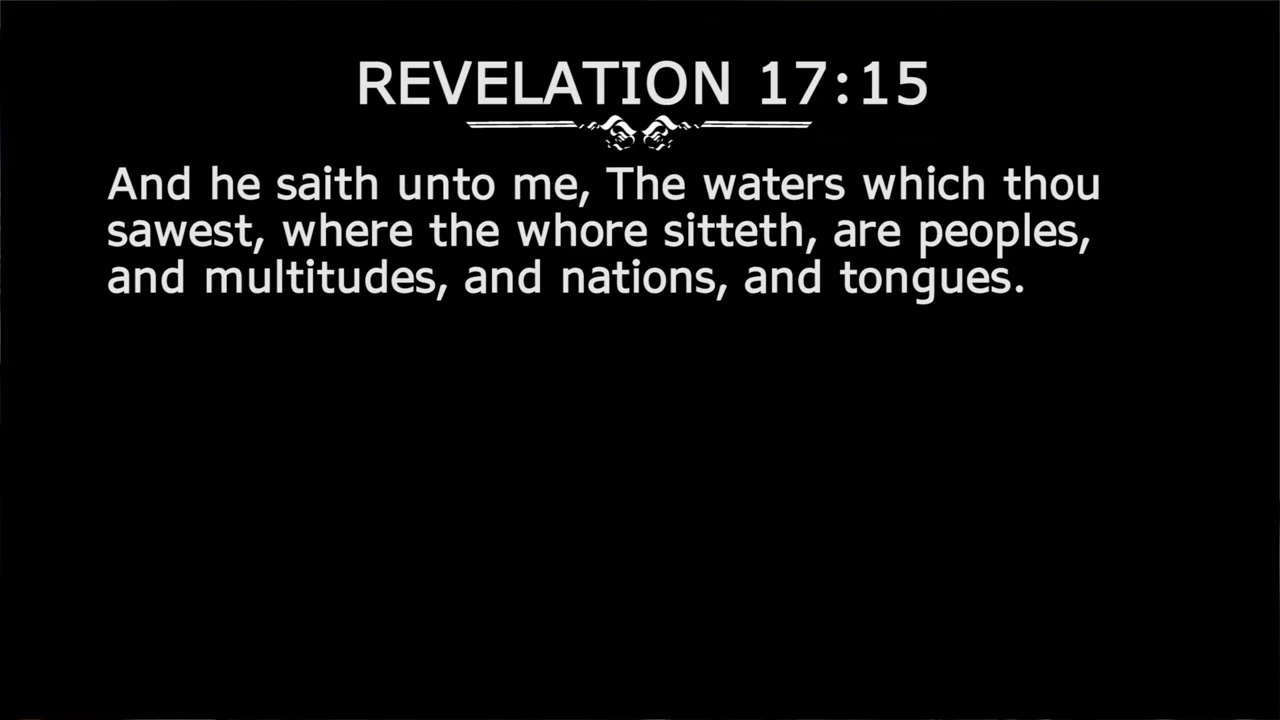 REVELATION 17:15
And he saith unto me, The waters which thou
sawest, where the whore sitteth, are peoples,
and multitudes, and nations, and tongues.